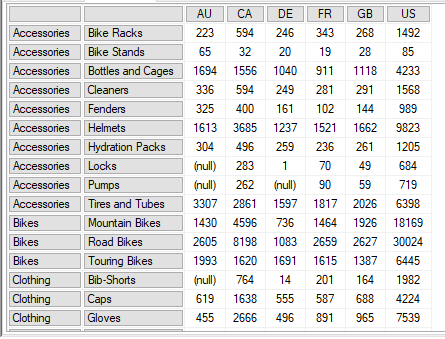 AU CA DE FR GB US
Accessories Bike Racks 223 594 246 343 268 1492
Accessories Bike Stands 65 32 20 19 28 85
Accessories Bottles and Cages 1694 1556 1040 911 1118 4233
Accessories Cleaners 336 594 249 281 291 1568
Accessories Fenders 325 400 161 102 144 989
Accessories Helmets 1613 3685 1237 1521 1662 9823
Accessories Hydration Packs 304 496 259 236 261 1205
Accessories Locks (null) 283 1 70 49 684
Accessories Pumps (null) 262 (null) 90 59 719
Accessories Tires and Tubes 3307 2861 1597 1817 2026 6398
Bikes Mountain Bikes 1430 4596 736 1464 1926 18169
Bikes Road Bikes 2605 8198 1083 2659 2627 30024
Bikes Touring Bikes 1993 1620 1691 1615 1387 6445
Clothing Bib-Shorts (null) 764 14 201 164 1982
Clothing Caps 619 1638 555 587 688 4224
Clothing Gloves 455 2666 496 891 965 7539